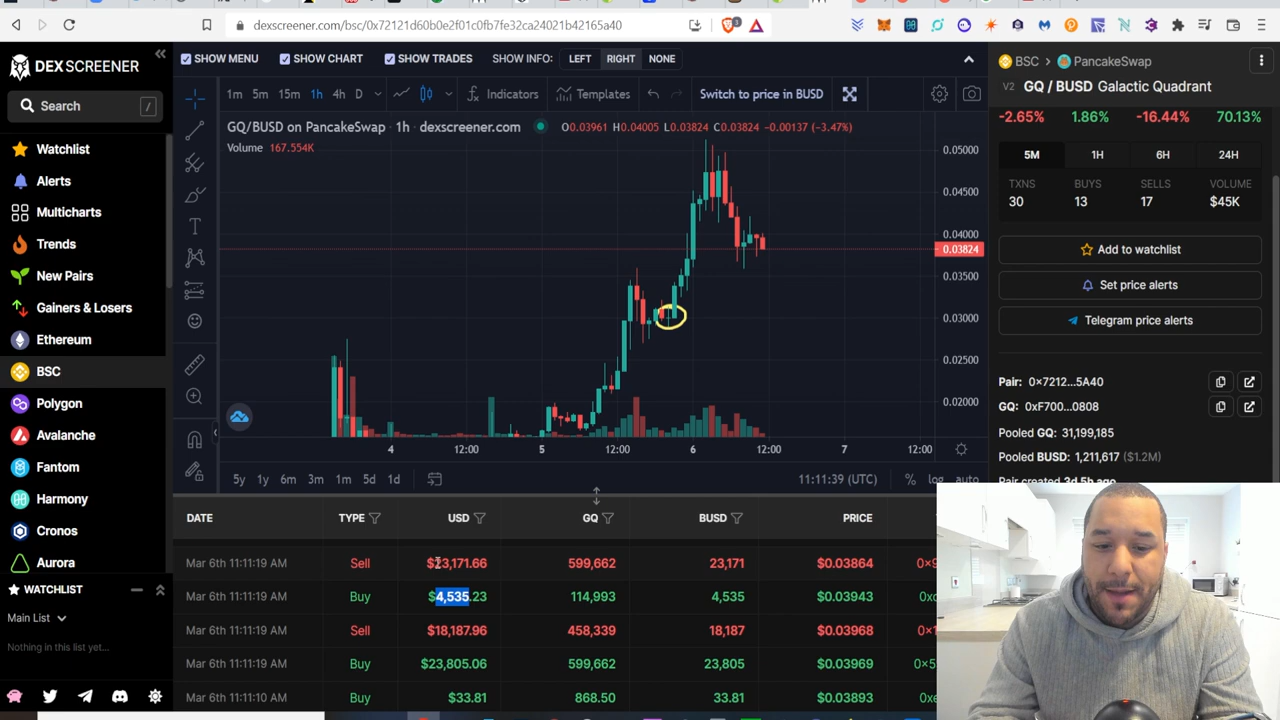 dexscreener.com/bsc/0x72121d60b0e2f01c0fb7fe32ca24021b42165a40
3
DEX SCREENER
Search /
Watchlist
Alerts
Multicharts
Trends
New Pairs
Gainers & Losers
Ethereum
BSC
Polygon
Avalanche
Fantom
Harmony
Cronos
Aurora
WATCHLIST
Main List
Nothing in this list yet...
SHOW MENU SHOW CHART SHOW TRADES SHOW INFO: LEFT RIGHT NONE
1m 5m 15m 1h 4h D Indicators Templates Switch to price in BUSD
GQ/BUSD on PancakeSwap · 1h · dexscreener.com O0.03961 H0.04005 L0.03824 C0.03824 -0.00137 (-3.47%)
Volume 167.554K
0.05000
0.04500
0.04000
0.03824
0.03500
0.03000
0.02500
0.02000
4 12:00 5 12:00 6 12:00 7 12:00
5y 1y 6m 3m 1m 5d 1d 11:11:39 (UTC) % log auto
DATE TYPE USD GQ BUSD PRICE
Mar 6th 11:11:19 AM Sell $23,171.66 599,662 23,171 $0.03864
Mar 6th 11:11:19 AM Buy $4,535.23 114,993 4,535 $0.03943
Mar 6th 11:11:19 AM Sell $18,187.96 458,339 18,187 $0.03968
Mar 6th 11:11:19 AM Buy $23,805.06 599,662 23,805 $0.03969
Mar 6th 11:11:10 AM Buy $33.81 868.50 33.81 $0.03893
BSC > PancakeSwap
V2 GQ / BUSD Galactic Quadrant
-2.65% 1.86% -16.44% 70.13%
5M 1H 6H 24H
TXNS BUYS SELLS VOLUME
30 13 17 $45K
Add to watchlist
Set price alerts
Telegram price alerts
Pair: 0x7212...5A40
GQ: 0xF700...0808
Pooled GQ: 31,199,185
Pooled BUSD: 1,211,617 ($1.2M)
Pair created 3d 5h ago